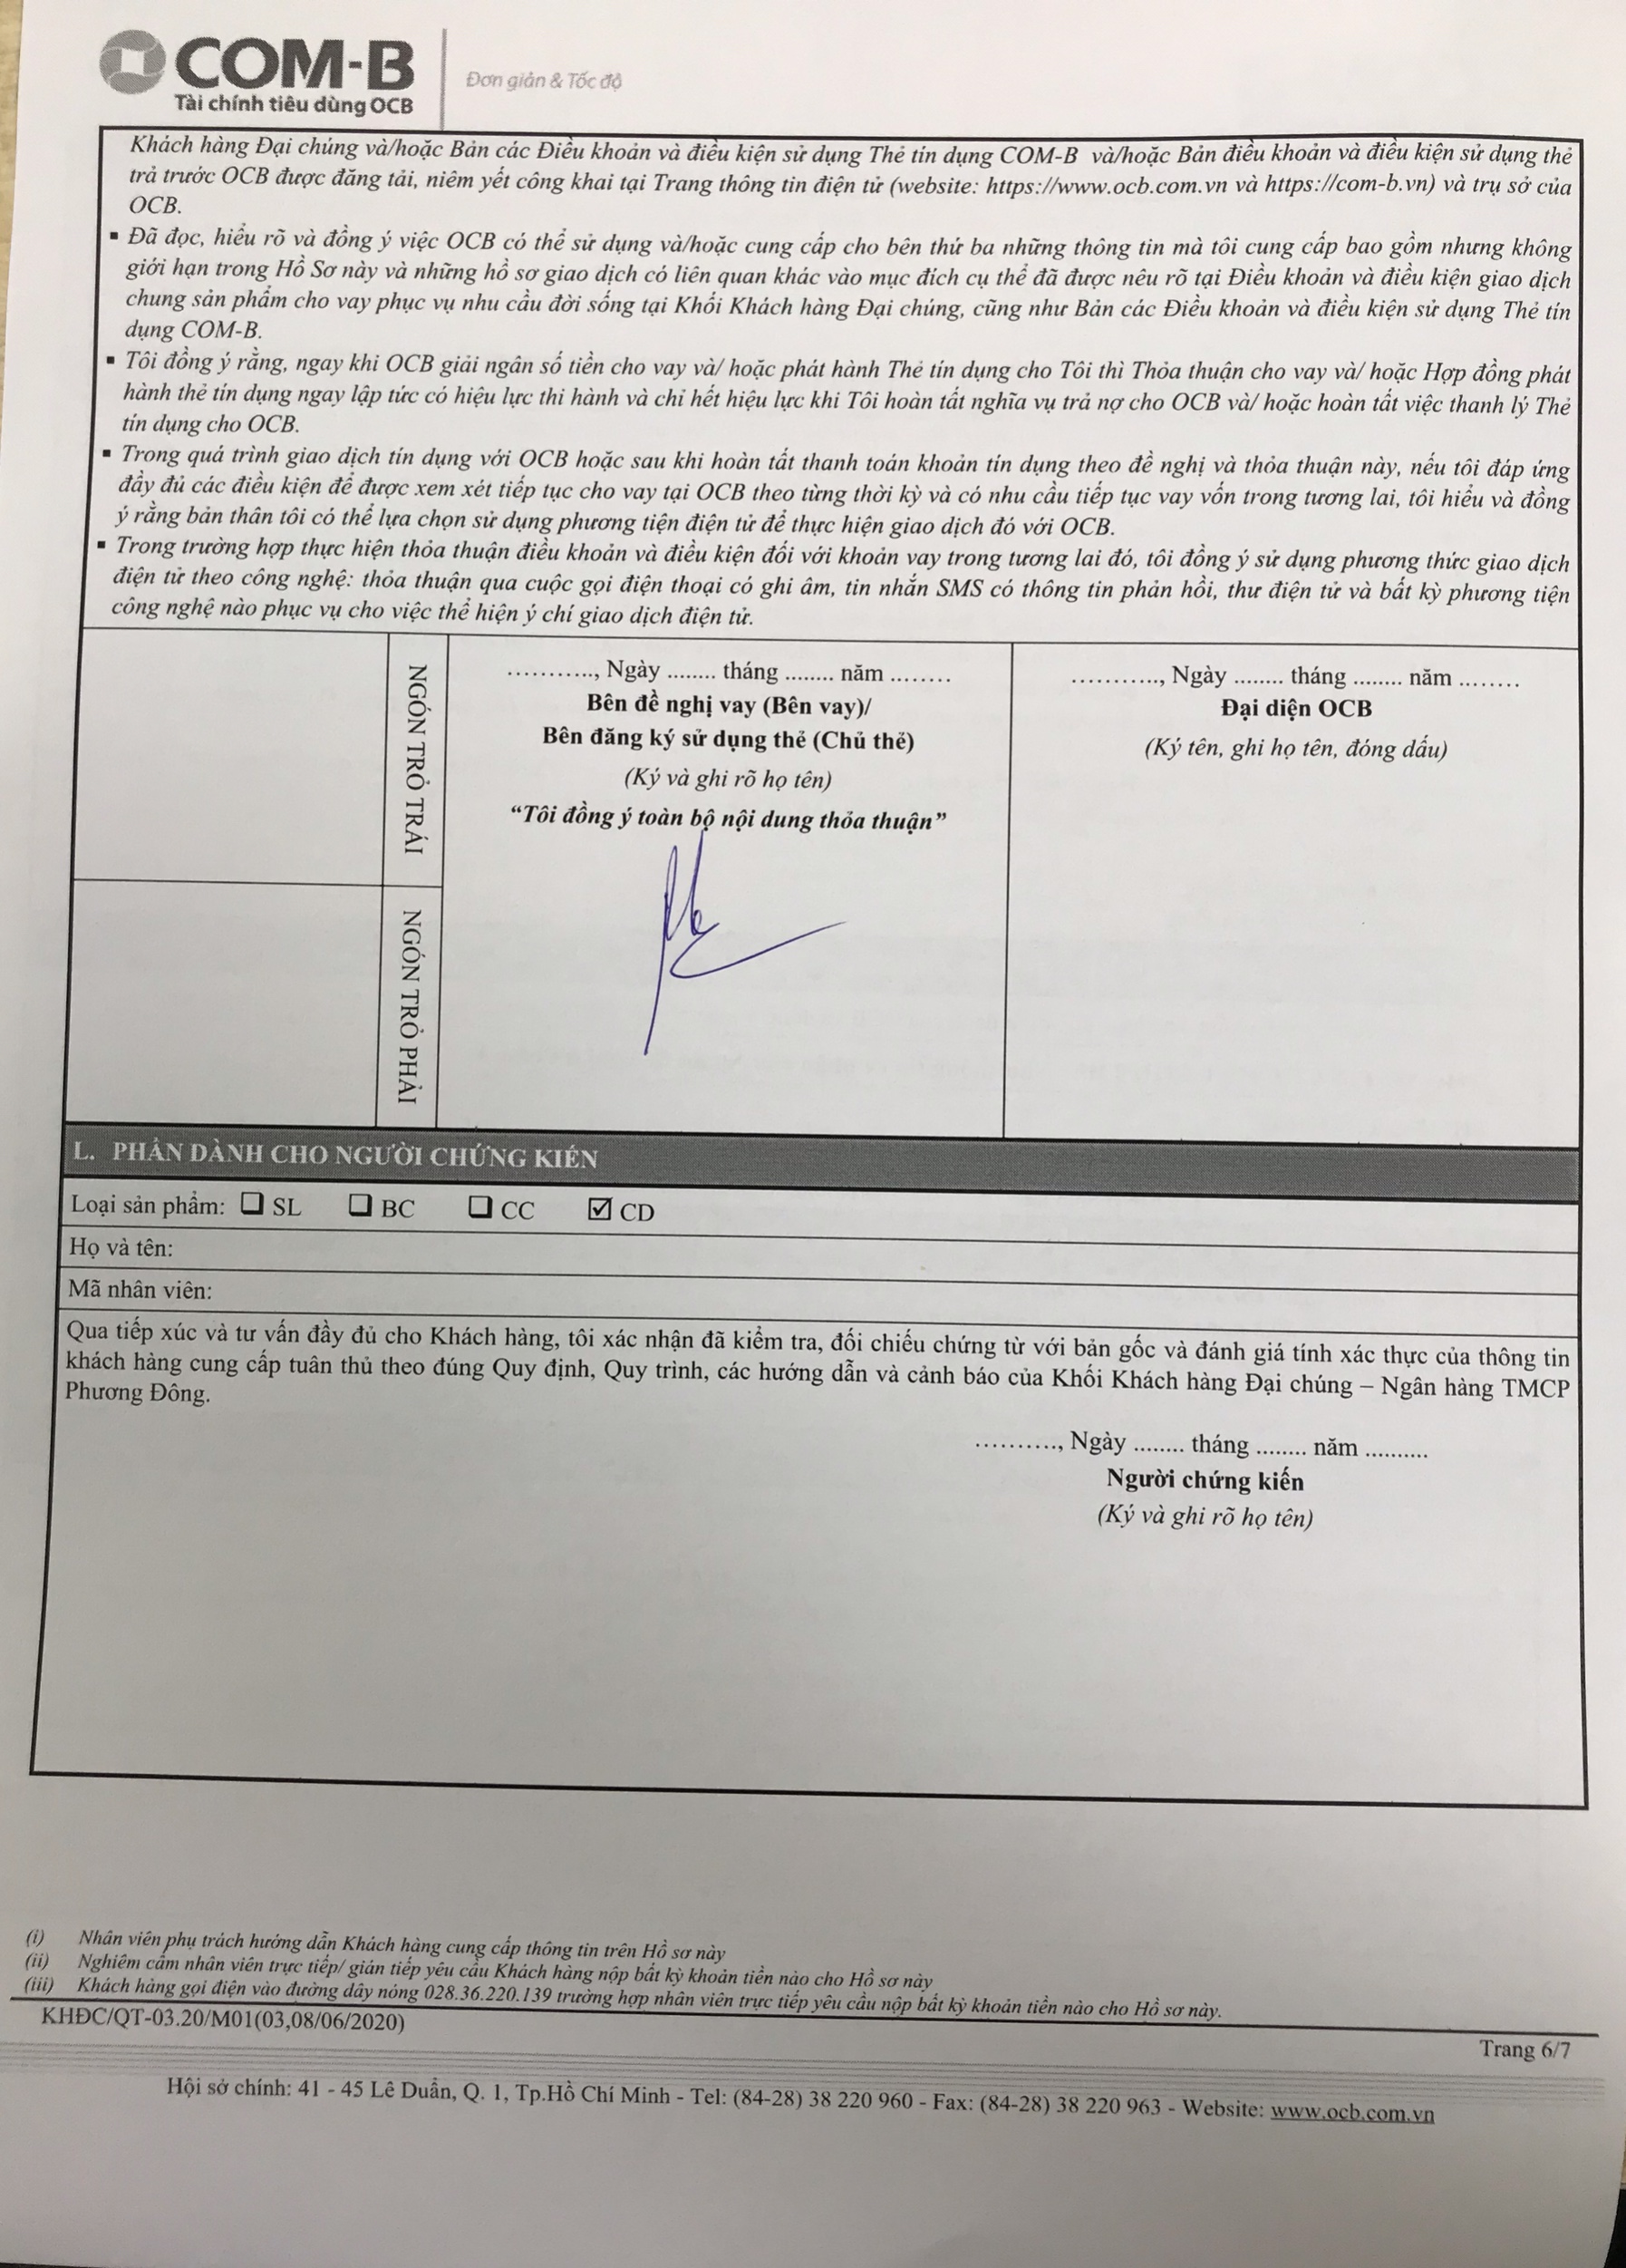 COM-B
Tài chính tiêu dùng OCB
Đơn giản & Tốc độ
Khách hàng Đại chúng và/hoặc Bản các Điều khoản và điều kiện sử dụng Thẻ tín dụng COM-B và/hoặc Bản điều khoản và điều kiện sử dụng thẻ
trả trước OCB được đăng tải, niêm yết công khai tại Trang thông tin điện tử (website: https://www.ocb.com.vn và https://com-b.vn) và trụ sở của
OCB.
▪ Đã đọc, hiểu rõ và đồng ý việc OCB có thể sử dụng và/hoặc cung cấp cho bên thứ ba những thông tin mà tôi cung cấp bao gồm nhưng không
giới hạn trong Hồ Sơ này và những hồ sơ giao dịch có liên quan khác vào mục đích cụ thể đã được nêu rõ tại Điều khoản và điều kiện giao dịch
chung sản phẩm cho vay phục vụ nhu cầu đời sống tại Khối Khách hàng Đại chúng, cũng như Bản các Điều khoản và điều kiện sử dụng Thẻ tín
dụng COM-B.
▪ Tôi đồng ý rằng, ngay khi OCB giải ngân số tiền cho vay và/ hoặc phát hành Thẻ tín dụng cho Tôi thì Thỏa thuận cho vay và/ hoặc Hợp đồng phát
hành thẻ tín dụng ngay lập tức có hiệu lực thi hành và chỉ hết hiệu lực khi Tôi hoàn tất nghĩa vụ trả nợ cho OCB và/ hoặc hoàn tất việc thanh lý Thẻ
tín dụng cho OCB.
▪ Trong quá trình giao dịch tín dụng với OCB hoặc sau khi hoàn tất thanh toán khoản tín dụng theo đề nghị và thỏa thuận này, nếu tôi đáp ứng
đầy đủ các điều kiện để được xem xét tiếp tục cho vay tại OCB theo từng thời kỳ và có nhu cầu tiếp tục vay vốn trong tương lai, tôi hiểu và đồng
ý rằng bản thân tôi có thể lựa chọn sử dụng phương tiện điện tử để thực hiện giao dịch đó với OCB.
▪ Trong trường hợp thực hiện thỏa thuận điều khoản và điều kiện đối với khoản vay trong tương lai đó, tôi đồng ý sử dụng phương thức giao dịch
điện tử theo công nghệ: thỏa thuận qua cuộc gọi điện thoại có ghi âm, tin nhắn SMS có thông tin phản hồi, thư điện tử và bất kỳ phương tiện
công nghệ nào phục vụ cho việc thể hiện ý chí giao dịch điện tử.
NGÓN TRỎ TRÁI
NGÓN TRỎ PHẢI
..........., Ngày ........ tháng ........ năm ........
Bên đề nghị vay (Bên vay)/
Bên đăng ký sử dụng thẻ (Chủ thẻ)
(Ký và ghi rõ họ tên)
“Tôi đồng ý toàn bộ nội dung thỏa thuận”
..........., Ngày ........ tháng ........ năm ........
Đại diện OCB
(Ký tên, ghi họ tên, đóng dấu)
L. PHẦN DÀNH CHO NGƯỜI CHỨNG KIẾN
Loại sản phẩm: ☐ SL ☐ BC ☐ CC ☑ CD
Họ và tên:
Mã nhân viên:
Qua tiếp xúc và tư vấn đầy đủ cho Khách hàng, tôi xác nhận đã kiểm tra, đối chiếu chứng từ với bản gốc và đánh giá tính xác thực của thông tin
khách hàng cung cấp tuân thủ theo đúng Quy định, Quy trình, các hướng dẫn và cảnh báo của Khối Khách hàng Đại chúng – Ngân hàng TMCP
Phương Đông.
.........., Ngày ........ tháng ........ năm ..........
Người chứng kiến
(Ký và ghi rõ họ tên)
(i) Nhân viên phụ trách hướng dẫn Khách hàng cung cấp thông tin trên Hồ sơ này
(ii) Nghiêm cấm nhân viên trực tiếp/ gián tiếp yêu cầu Khách hàng nộp bất kỳ khoản tiền nào cho Hồ sơ này
(iii) Khách hàng gọi điện vào đường dây nóng 028.36.220.139 trường hợp nhân viên trực tiếp yêu cầu nộp bất kỳ khoản tiền nào cho Hồ sơ này.
KHĐC/QT-03.20/M01(03,08/06/2020)
Trang 6/7
Hội sở chính: 41 - 45 Lê Duẩn, Q. 1, Tp.Hồ Chí Minh - Tel: (84-28) 38 220 960 - Fax: (84-28) 38 220 963 - Website: www.ocb.com.vn